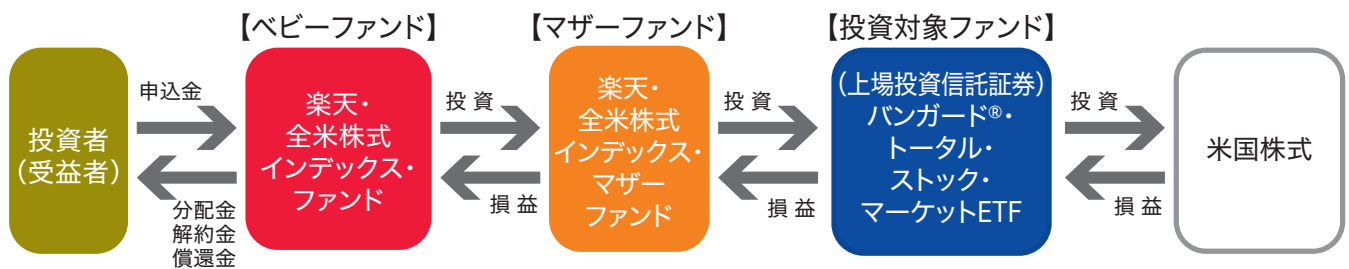 【ベビーファンド】
【マザーファンド】
【投資対象ファンド】
投資者
（受益者）
申込金
分配金
解約金
償還金
楽天・
全米株式
インデックス・
ファンド
投 資
損 益
楽天・
全米株式
インデックス・
マザー
ファンド
投 資
損 益
（上場投資信託証券）
バンガード®・
トータル・
ストック・
マーケットETF
投 資
損 益
米国株式